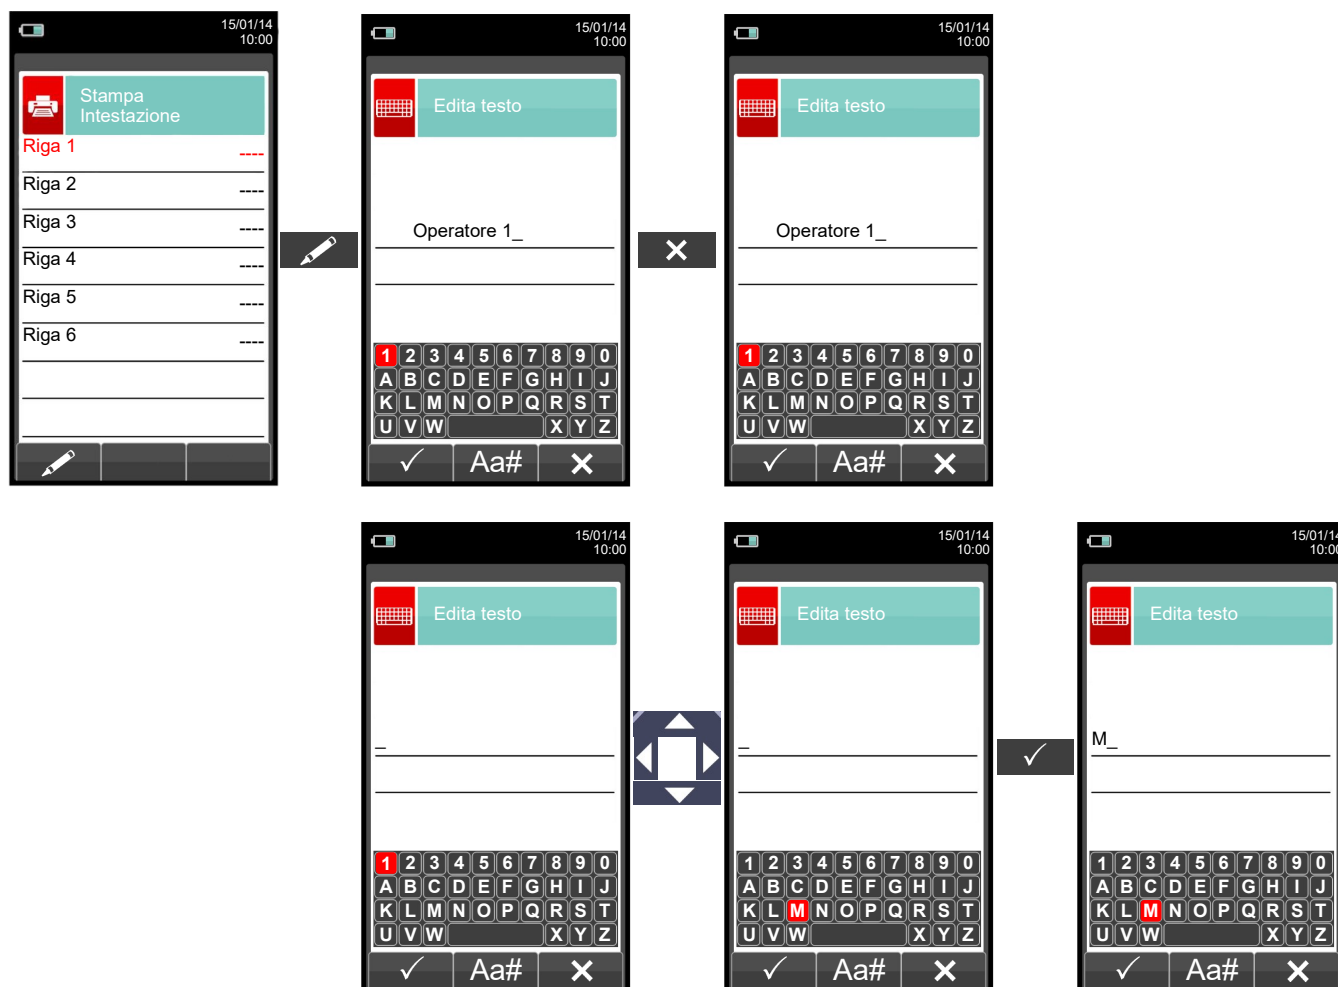 15/01/14
10:00
Stampa
Intestazione
Riga 1 ----
Riga 2 ----
Riga 3 ----
Riga 4 ----
Riga 5 ----
Riga 6 ----
15/01/14
10:00
Edita testo
Operatore 1_
1 2 3 4 5 6 7 8 9 0
A B C D E F G H I J
K L M N O P Q R S T
U V W X Y Z
Aa#
15/01/14
10:00
Edita testo
Operatore 1_
1 2 3 4 5 6 7 8 9 0
A B C D E F G H I J
K L M N O P Q R S T
U V W X Y Z
Aa#
15/01/14
10:00
Edita testo
_
1 2 3 4 5 6 7 8 9 0
A B C D E F G H I J
K L M N O P Q R S T
U V W X Y Z
Aa#
15/01/14
10:00
Edita testo
_
1 2 3 4 5 6 7 8 9 0
A B C D E F G H I J
K L M N O P Q R S T
U V W X Y Z
Aa#
15/01/14
10:00
Edita testo
M_
1 2 3 4 5 6 7 8 9 0
A B C D E F G H I J
K L M N O P Q R S T
U V W X Y Z
Aa#